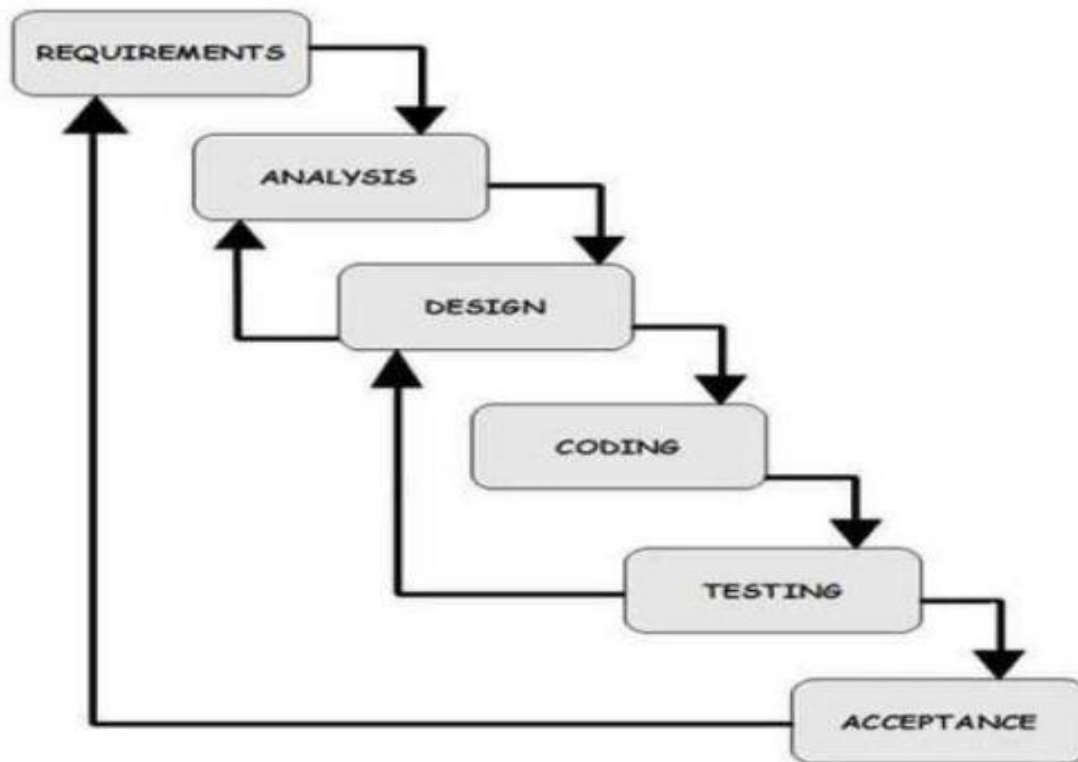 REQUIREMENTS
ANALYSIS
DESIGN
CODING
TESTING
ACCEPTANCE